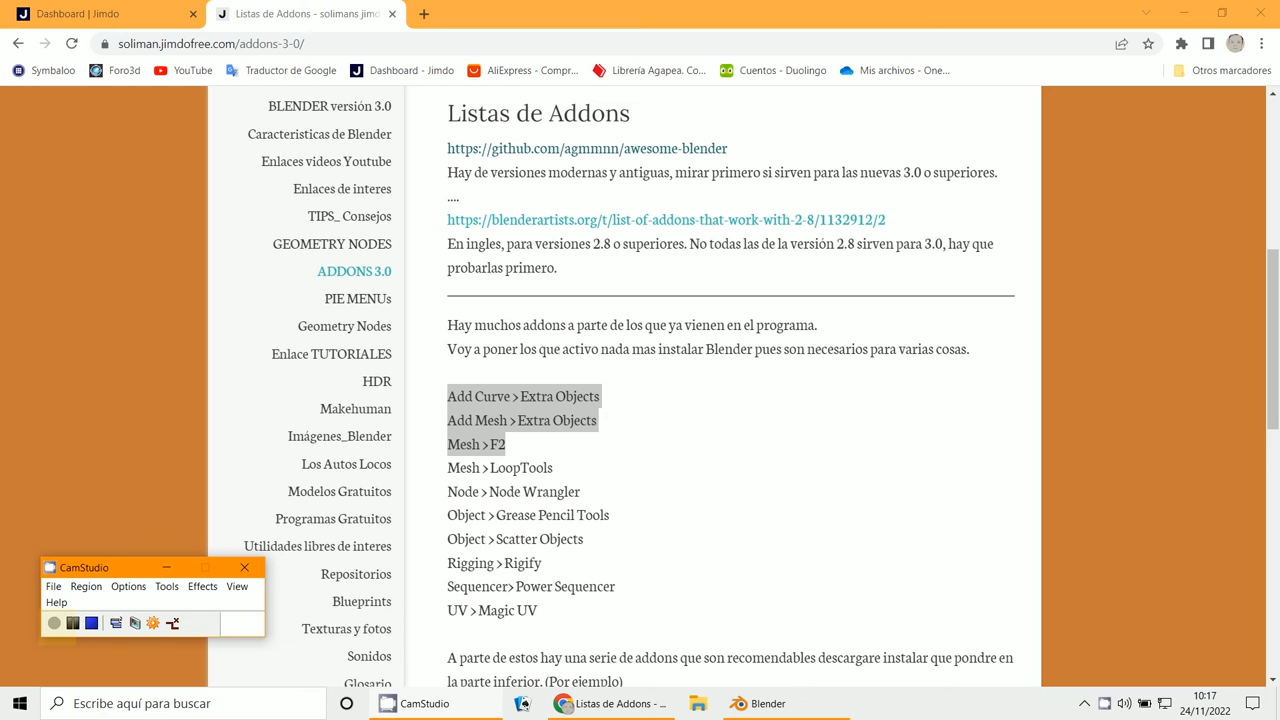 Dashboard | Jimdo
Listas de Addons - solimans jimd
soliman.jimdofree.com/addons-3-0/
Symbaloo
Foro3d
YouTube
Traductor de Google
Dashboard - Jimdo
AliExpress - Compr...
Librería Agapea. Co...
Cuentos - Duolingo
Mis archivos - One...
Otros marcadores
BLENDER versión 3.0
Caracteristicas de Blender
Enlaces videos Youtube
Enlaces de interes
TIPS_ Consejos
GEOMETRY NODES
ADDONS 3.0
PIE MENUs
Geometry Nodes
Enlace TUTORIALES
HDR
Makehuman
Imágenes_Blender
Los Autos Locos
Modelos Gratuitos
Programas Gratuitos
Utilidades libres de interes
Repositorios
Blueprints
Texturas y fotos
Sonidos
Glosario
Listas de Addons
https://github.com/agmmnn/awesome-blender
Hay de versiones modernas y antiguas, mirar primero si sirven para las nuevas 3.0 o superiores.
....
https://blenderartists.org/t/list-of-addons-that-work-with-2-8/1132912/2
En ingles, para versiones 2.8 o superiores. No todas las de la versión 2.8 sirven para 3.0, hay que
probarlas primero.
Hay muchos addons a parte de los que ya vienen en el programa.
Voy a poner los que activo nada mas instalar Blender pues son necesarios para varias cosas.
Add Curve > Extra Objects
Add Mesh > Extra Objects
Mesh > F2
Mesh > LoopTools
Node > Node Wrangler
Object > Grease Pencil Tools
Object > Scatter Objects
Rigging > Rigify
Sequencer> Power Sequencer
UV > Magic UV
A parte de estos hay una serie de addons que son recomendables descargare instalar que pondre en
la parte inferior. (Por ejemplo)
CamStudio
File Region Options Tools Effects View
Help
Escribe aquí para buscar
CamStudio
Listas de Addons - ...
Blender
10:17
24/11/2022